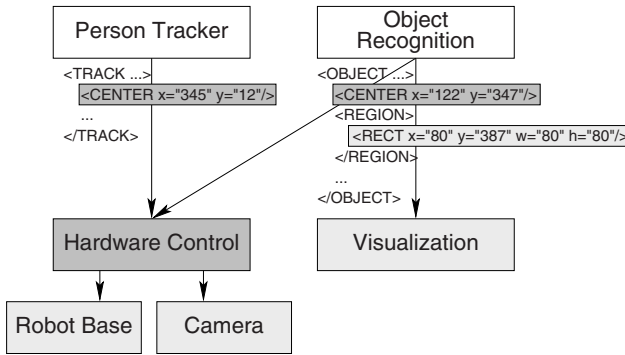 Person Tracker
<TRACK ...>
<CENTER x="345" y="12"/>
...
</TRACK>
Object
Recognition
<OBJECT ...>
<CENTER x="122" y="347"/>
<REGION>
<RECT x="80" y="387" w="80" h="80"/>
</REGION>
...
</OBJECT>
Hardware Control
Visualization
Robot Base
Camera